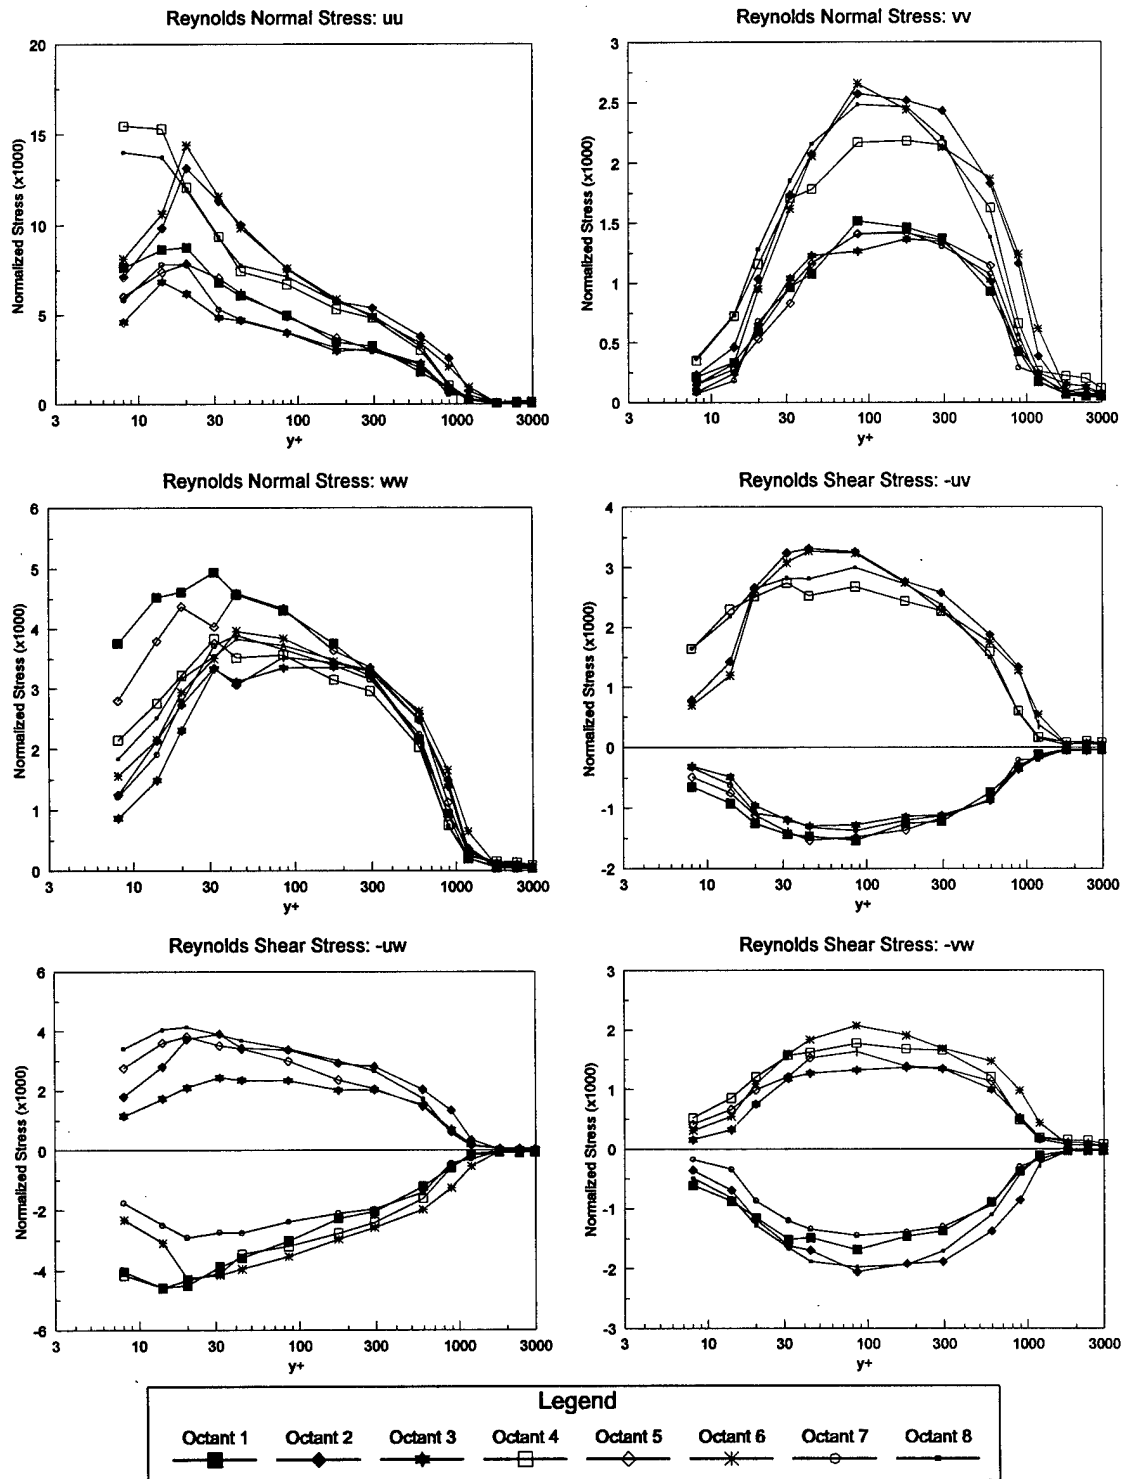 Reynolds Normal Stress: uu
Normalized Stress (x1000)
20
15
10
5
0
3 10 30 100 300 1000 3000
y+
Reynolds Normal Stress: vv
Normalized Stress (x1000)
3
2.5
2
1.5
1
0.5
0
3 10 30 100 300 1000 3000
y+
Reynolds Normal Stress: ww
Normalized Stress (x1000)
6
5
4
3
2
1
0
3 10 30 100 300 1000 3000
y+
Reynolds Shear Stress: -uv
Normalized Stress (x1000)
4
3
2
1
0
-1
-2
3 10 30 100 300 1000 3000
y+
Reynolds Shear Stress: -uw
Normalized Stress (x1000)
6
4
2
0
-2
-4
-6
3 10 30 100 300 1000 3000
y+
Reynolds Shear Stress: -vw
Normalized Stress (x1000)
3
2
1
0
-1
-2
-3
3 10 30 100 300 1000 3000
y+
Legend
Octant 1 Octant 2 Octant 3 Octant 4 Octant 5 Octant 6 Octant 7 Octant 8